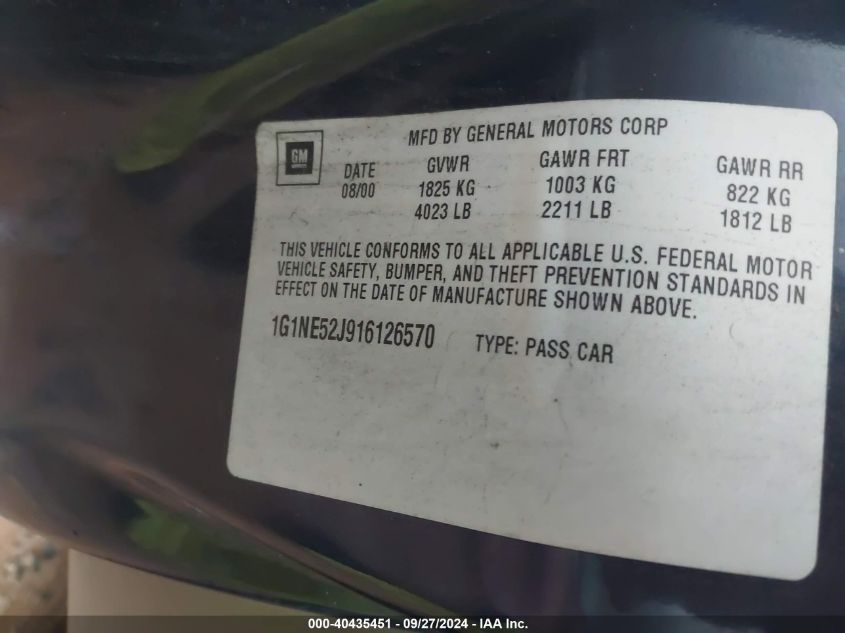 MFD BY GENERAL MOTORS CORP
GM
DATE GVWR GAWR FRT GAWR RR
08/00 1825 KG 1003 KG 822 KG
4023 LB 2211 LB 1812 LB
THIS VEHICLE CONFORMS TO ALL APPLICABLE U.S. FEDERAL MOTOR
VEHICLE SAFETY, BUMPER, AND THEFT PREVENTION STANDARDS IN
EFFECT ON THE DATE OF MANUFACTURE SHOWN ABOVE.
1G1NE52J916126570 TYPE: PASS CAR
000-40435451 - 09/27/2024 - IAA Inc.